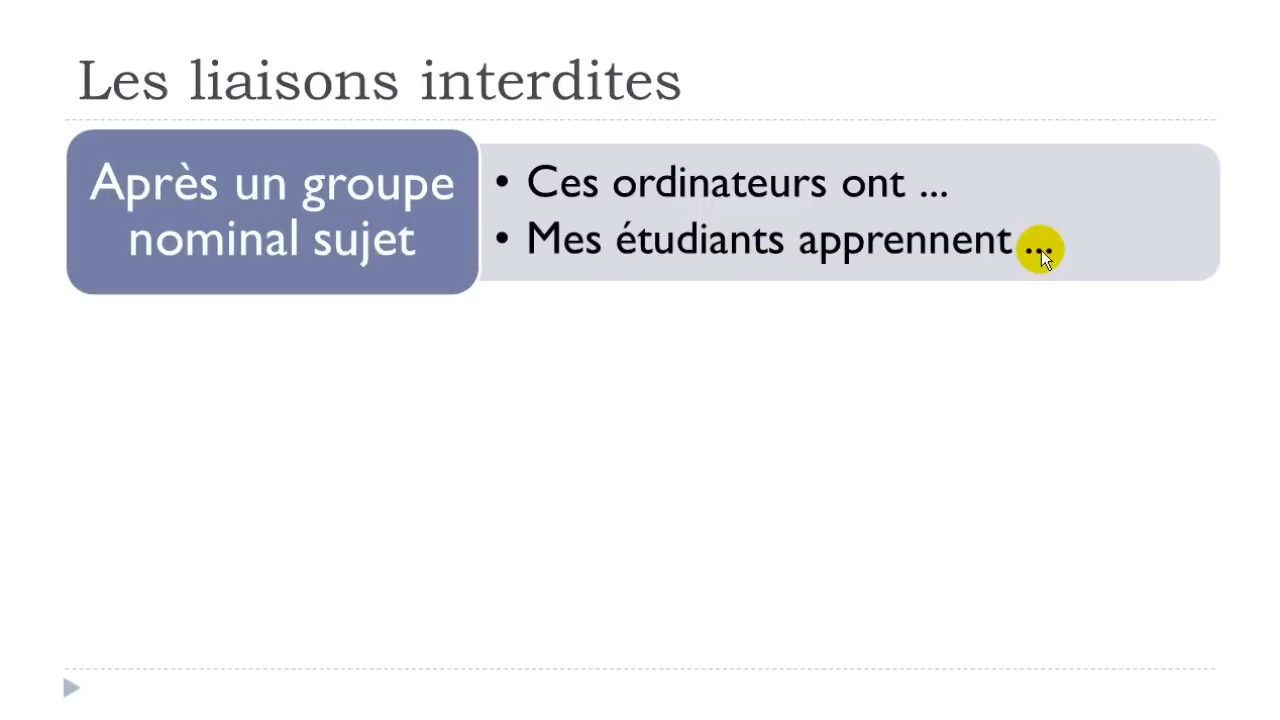 Les liaisons interdites
Après un groupe
nominal sujet
• Ces ordinateurs ont ...
• Mes étudiants apprennent ...